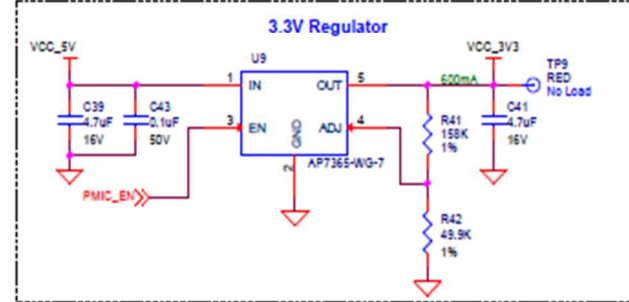 3.3V Regulator
VCC_5V
U9
VCC_3V3
TP9
RED
No Load
1
IN
OUT
5
600mA
C39
4.7uF
16V
C43
0.1uF
50V
3
EN
GND
ADJ
4
R41
158K
1%
C41
4.7uF
16V
2
AP7365-WG-7
PMIC_EN
R42
49.9K
1%